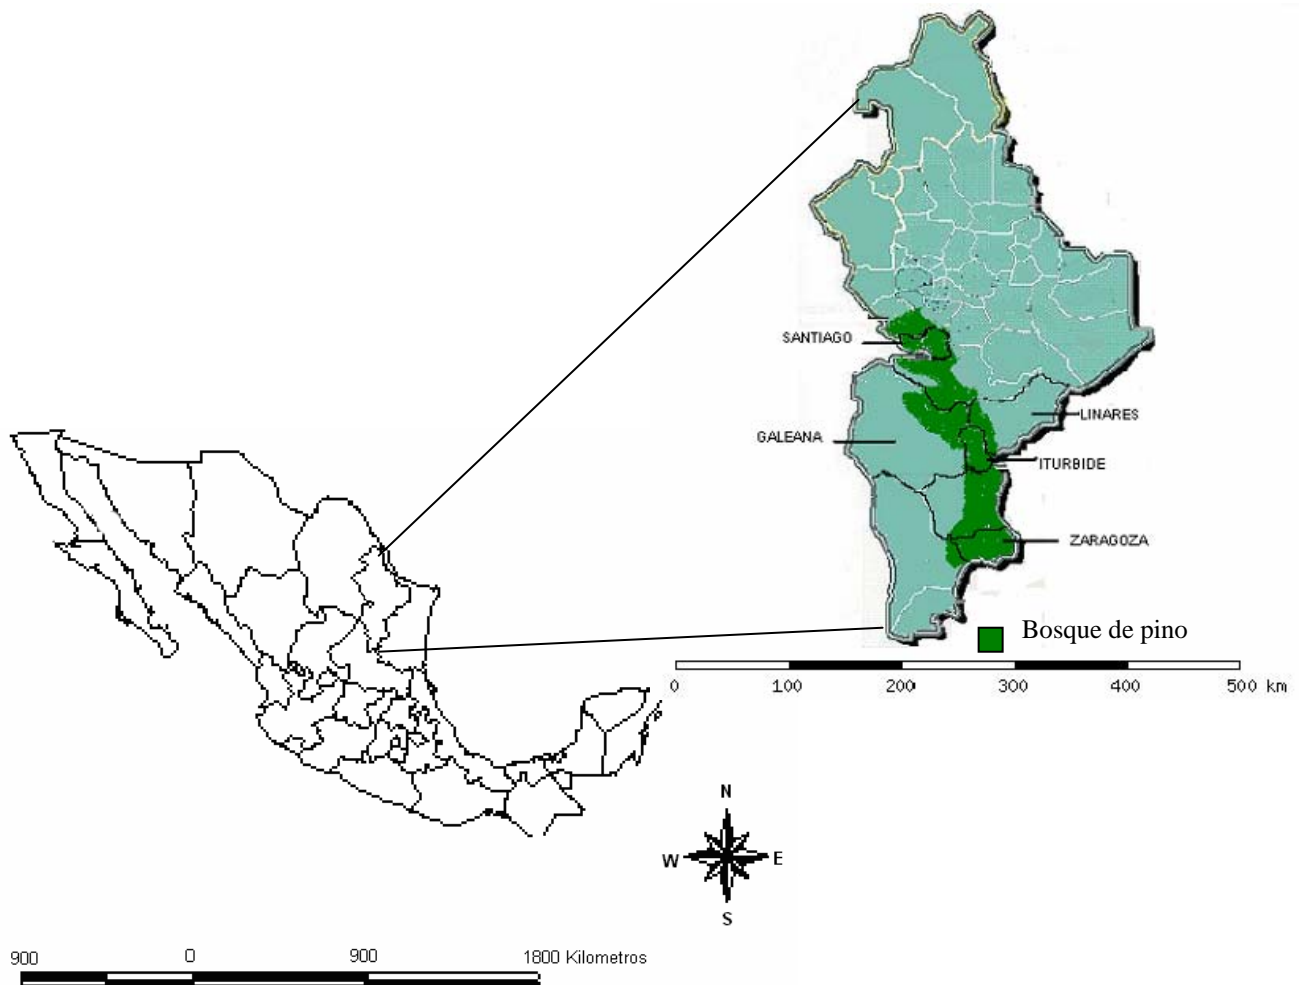 SANTIAGO
LINARES
GALEANA
ITURBIDE
ZARAGOZA
Bosque de pino
0 100 200 300 400 500 km
N
W E
S
900 0 900 1800 Kilometros